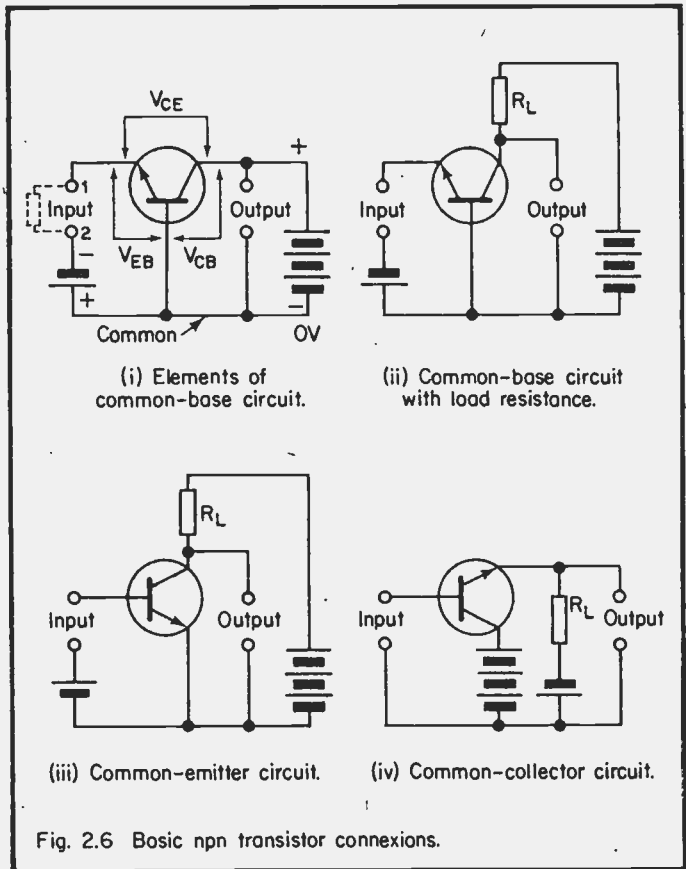 V_CE
+
1
Input
2
Output
V_EB
V_CB
-
+
-
Common
0V
(i) Elements of
common-base circuit.
R_L
Input
Output
(ii) Common-base circuit
with load resistance.
R_L
Input
Output
(iii) Common-emitter circuit.
R_L
Input
Output
(iv) Common-collector circuit.
Fig. 2.6 Basic npn transistor connexions.